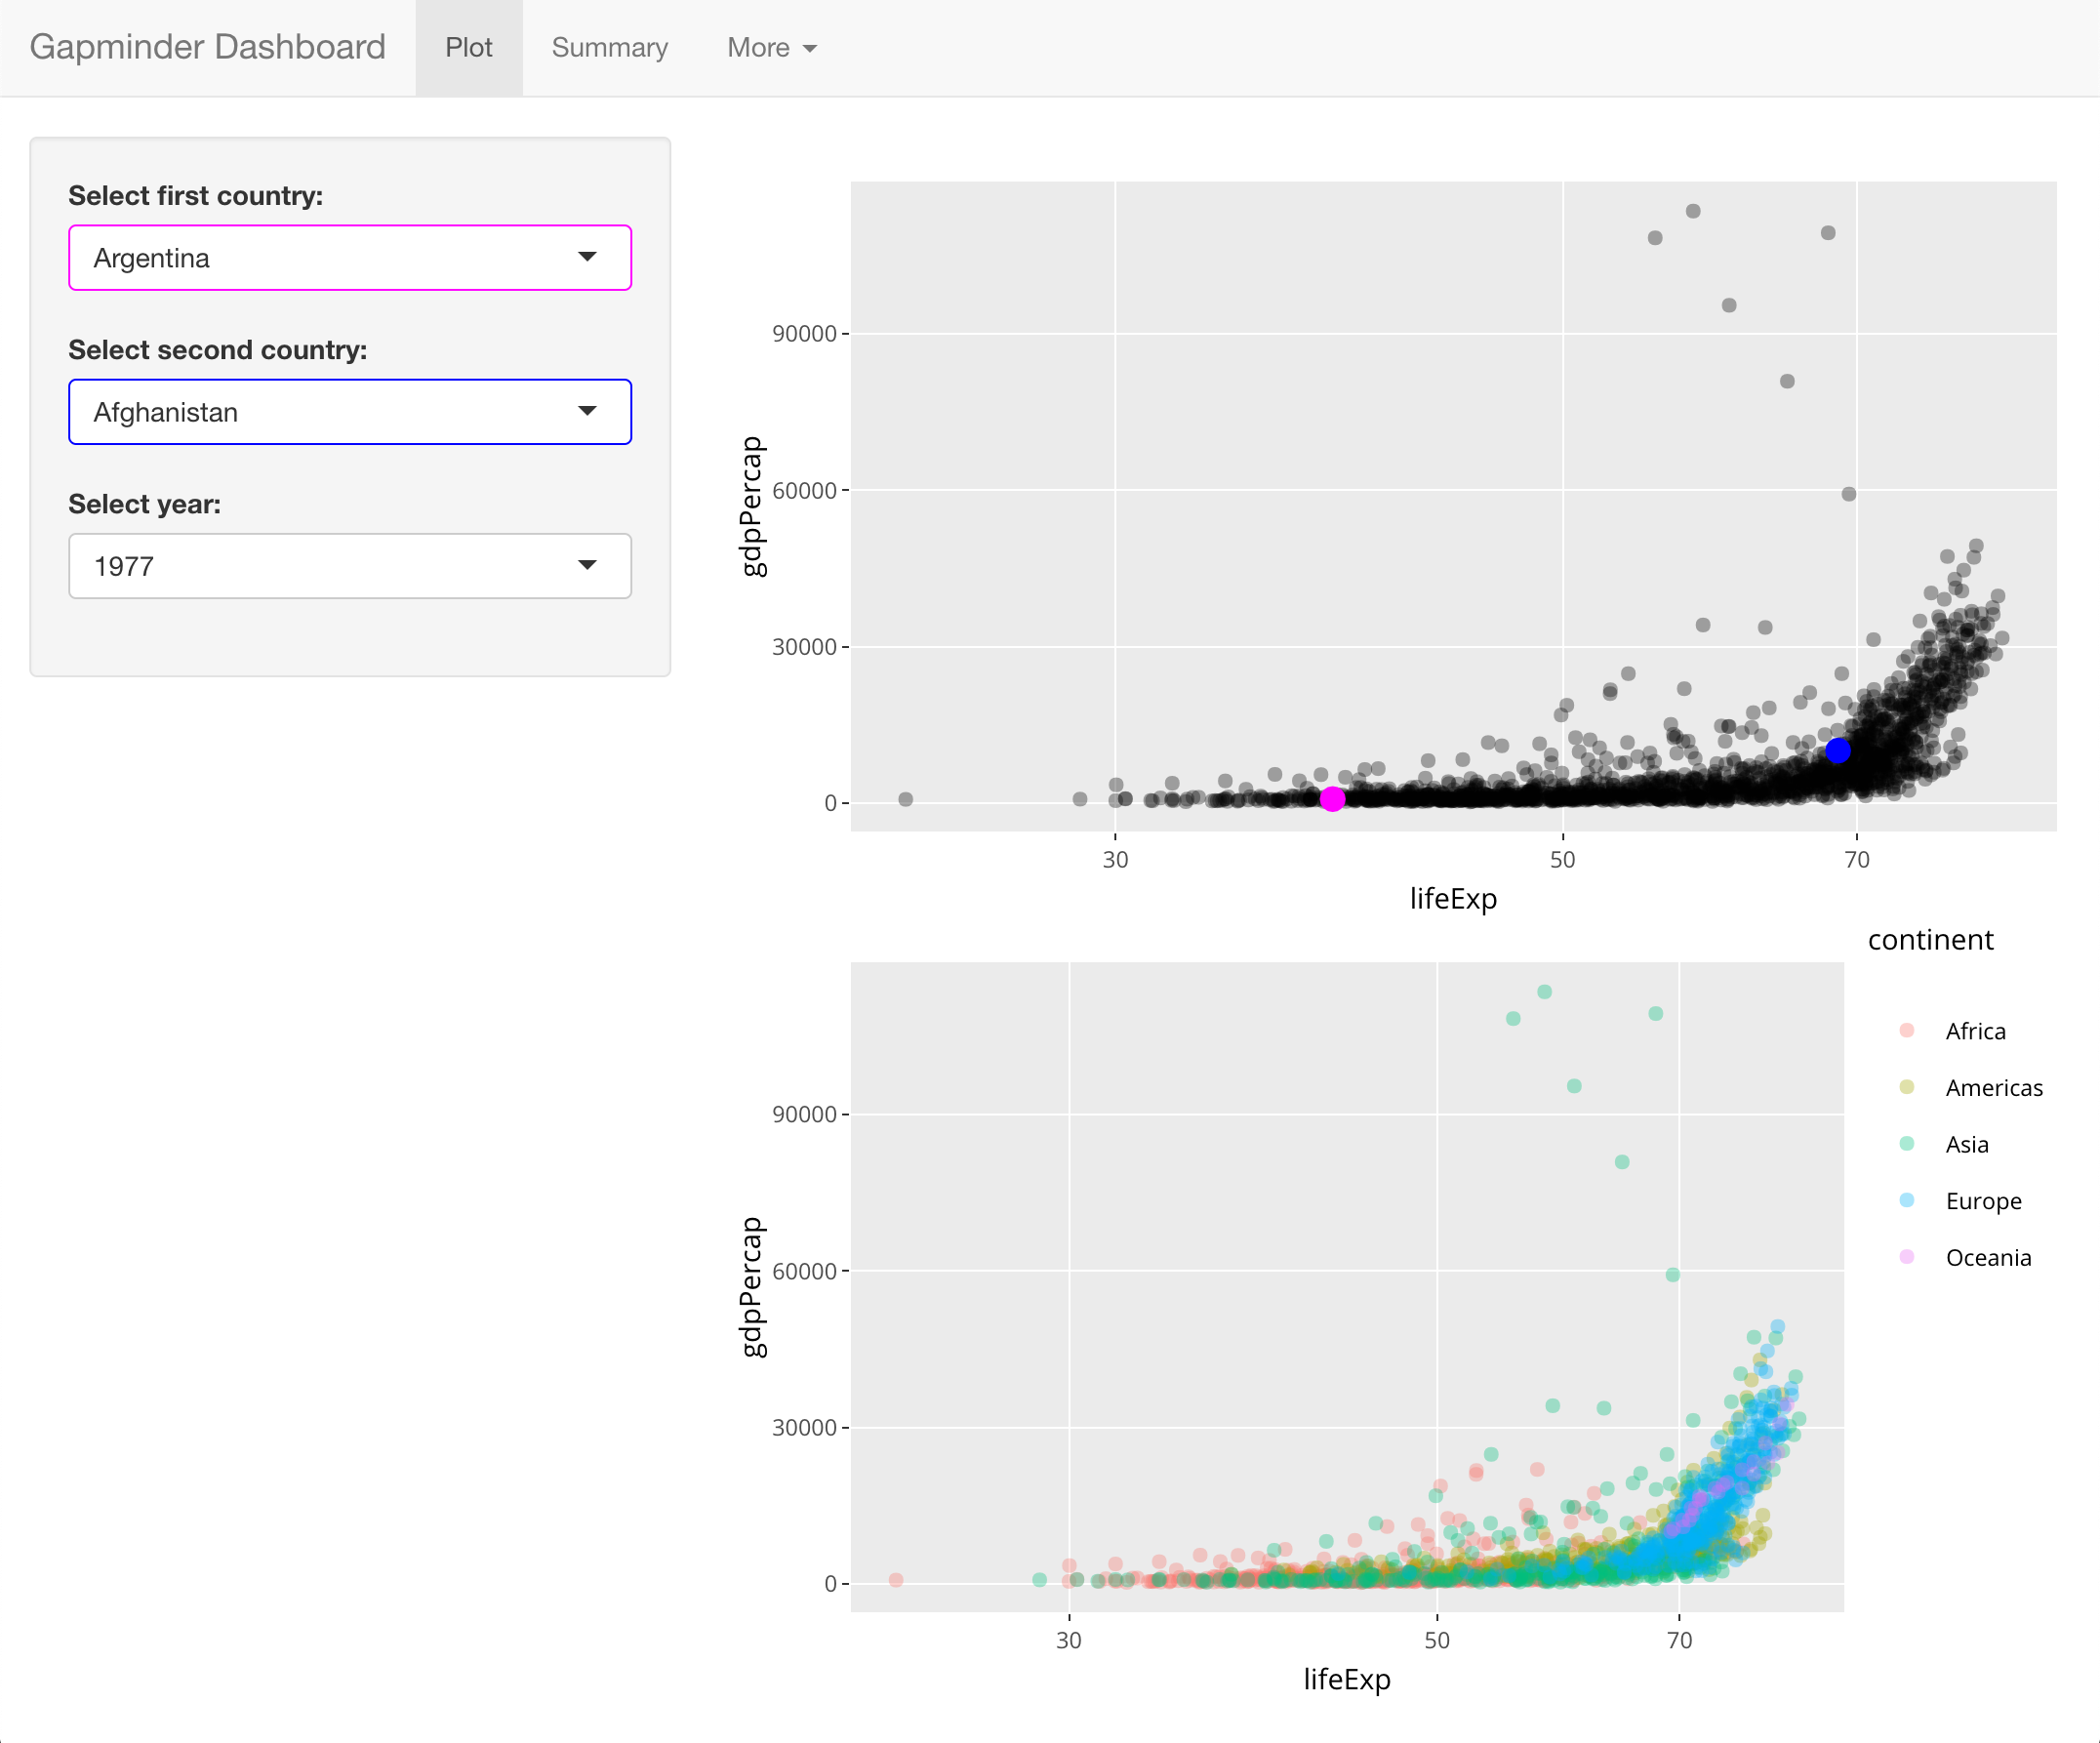 Gapminder Dashboard Plot Summary More
Select first country:
Argentina
Select second country:
Afghanistan
Select year:
1977
gdpPercap
90000
60000
30000
0
30 50 70
lifeExp
continent
Africa
Americas
Asia
Europe
Oceania
gdpPercap
90000
60000
30000
0
30 50 70
lifeExp